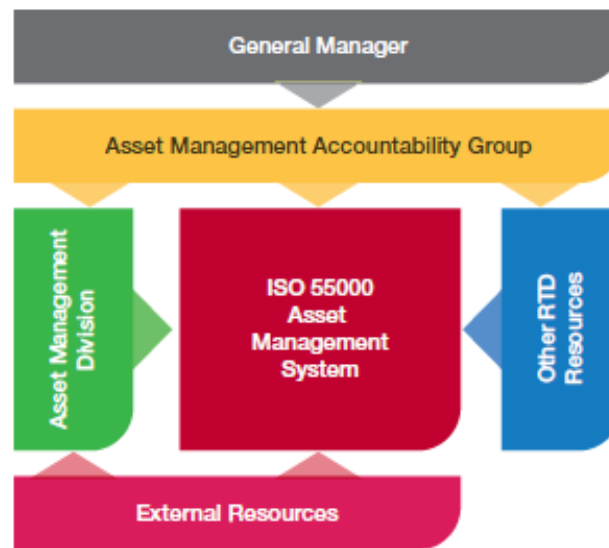 General Manager
Asset Management Accountability Group
Asset Management
Division
ISO 55000
Asset
Management
System
Other RTD
Resources
External Resources